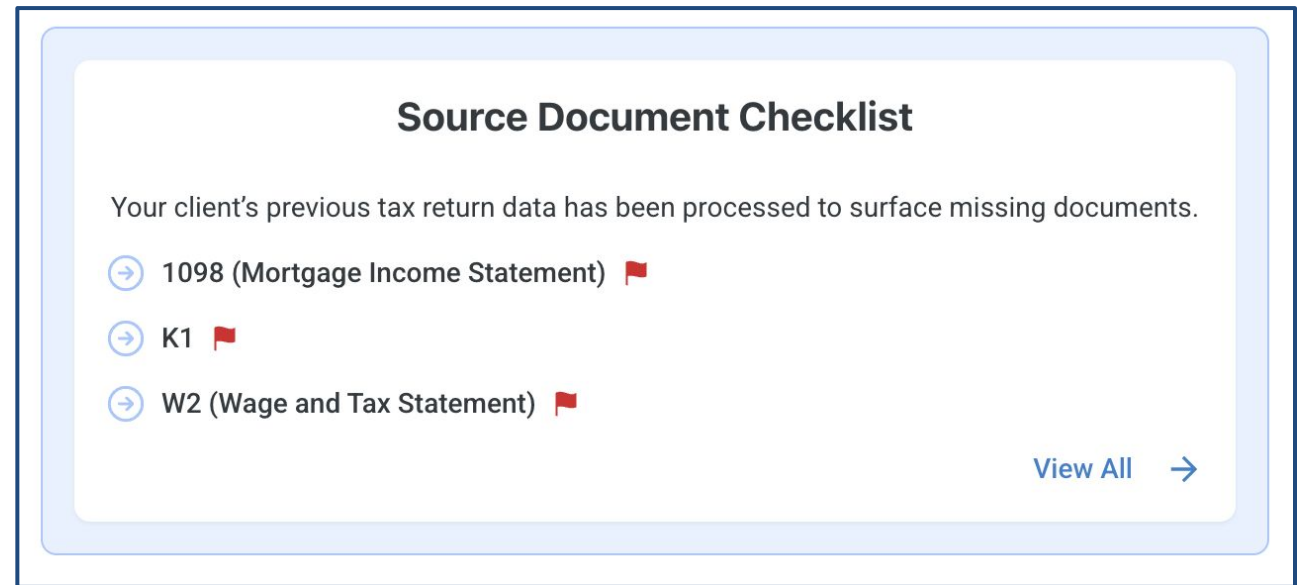 Source Document Checklist
Your client’s previous tax return data has been processed to surface missing documents.
1098 (Mortgage Income Statement)
K1
W2 (Wage and Tax Statement)
View All